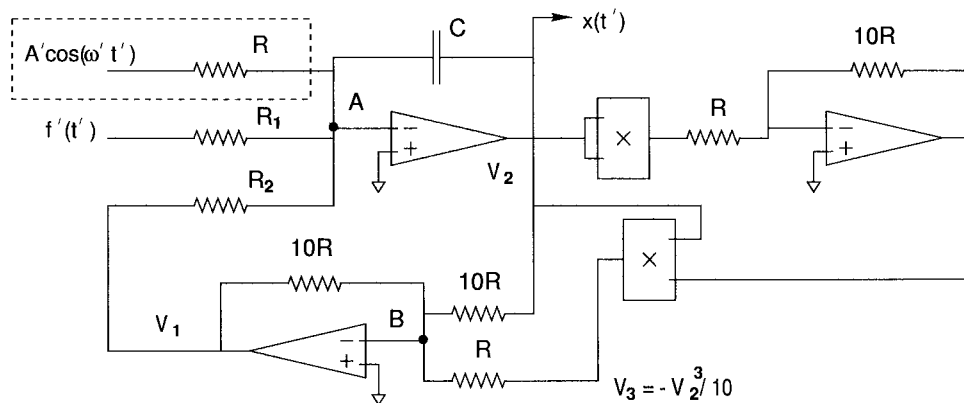 x(t')
C
10R
A'cos(ω't')
R
A
f'(t')
R₁
−
+
V₂
×
R
−
+
R₂
10R
10R
×
V₁
B
−
+
R
V₃ = - V₂³/ 10